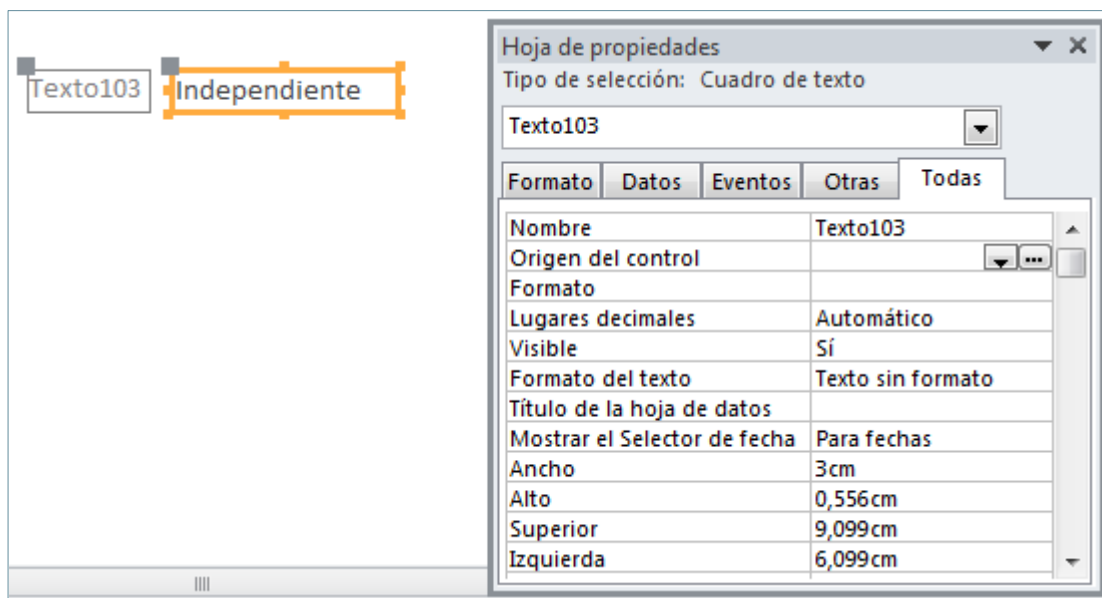 Texto103 Independiente
Hoja de propiedades
Tipo de selección: Cuadro de texto
Texto103
Formato Datos Eventos Otras Todas
Nombre Texto103
Origen del control
Formato
Lugares decimales Automático
Visible Sí
Formato del texto Texto sin formato
Título de la hoja de datos
Mostrar el Selector de fecha Para fechas
Ancho 3cm
Alto 0,556cm
Superior 9,099cm
Izquierda 6,099cm